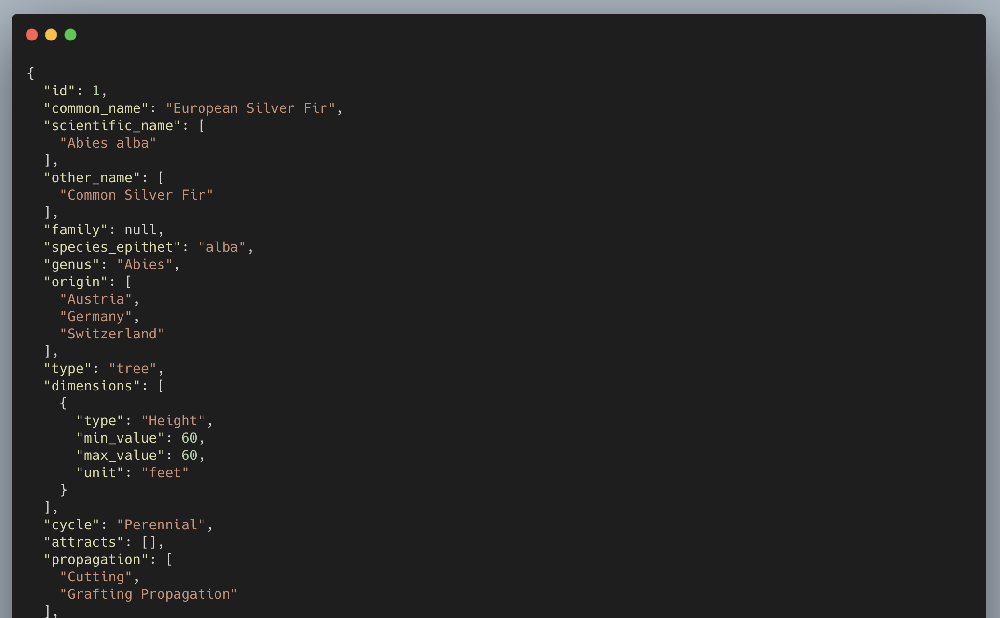 {
  "id": 1,
  "common_name": "European Silver Fir",
  "scientific_name": [
    "Abies alba"
  ],
  "other_name": [
    "Common Silver Fir"
  ],
  "family": null,
  "species_epithet": "alba",
  "genus": "Abies",
  "origin": [
    "Austria",
    "Germany",
    "Switzerland"
  ],
  "type": "tree",
  "dimensions": [
    {
      "type": "Height",
      "min_value": 60,
      "max_value": 60,
      "unit": "feet"
    }
  ],
  "cycle": "Perennial",
  "attracts": [],
  "propagation": [
    "Cutting",
    "Grafting Propagation"
  ],